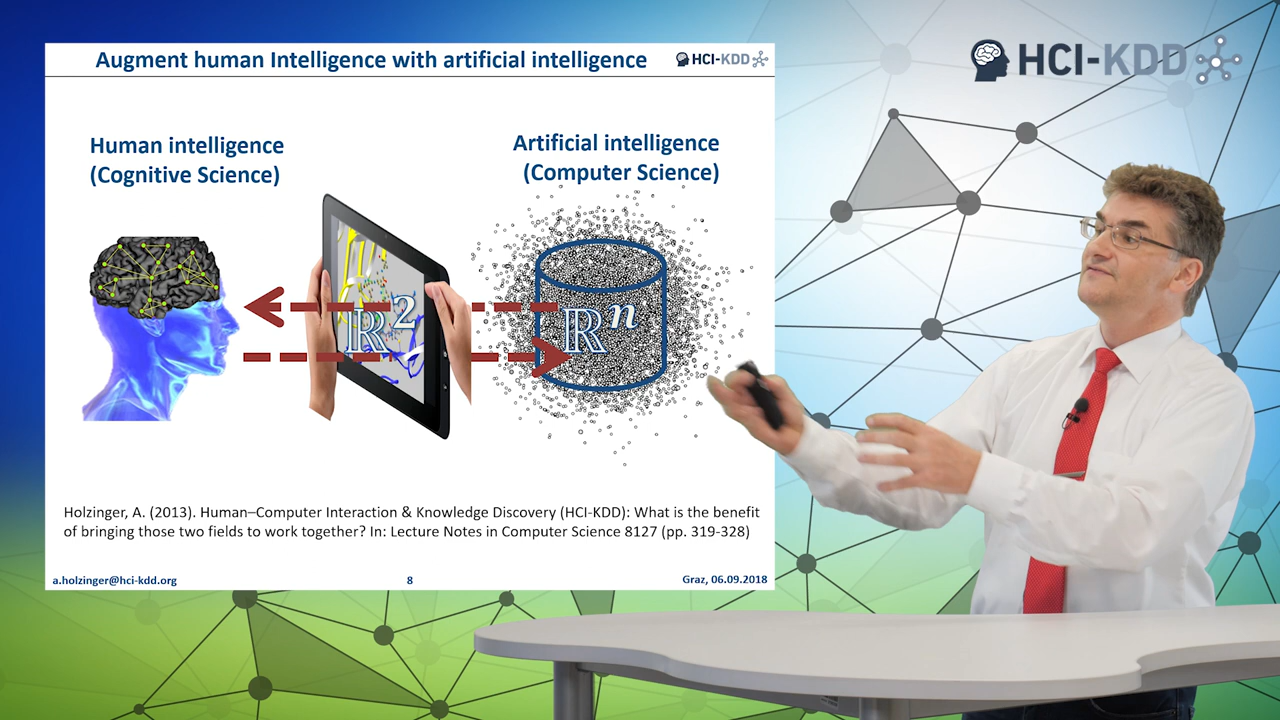 Augment human Intelligence with artificial intelligence
HCI-KDD
HCI-KDD
Human intelligence
(Cognitive Science)
Artificial intelligence
(Computer Science)
ℝ²
ℝⁿ
Holzinger, A. (2013). Human–Computer Interaction & Knowledge Discovery (HCI-KDD): What is the benefit
of bringing those two fields to work together? In: Lecture Notes in Computer Science 8127 (pp. 319-328)
a.holzinger@hci-kdd.org
8
Graz, 06.09.2018